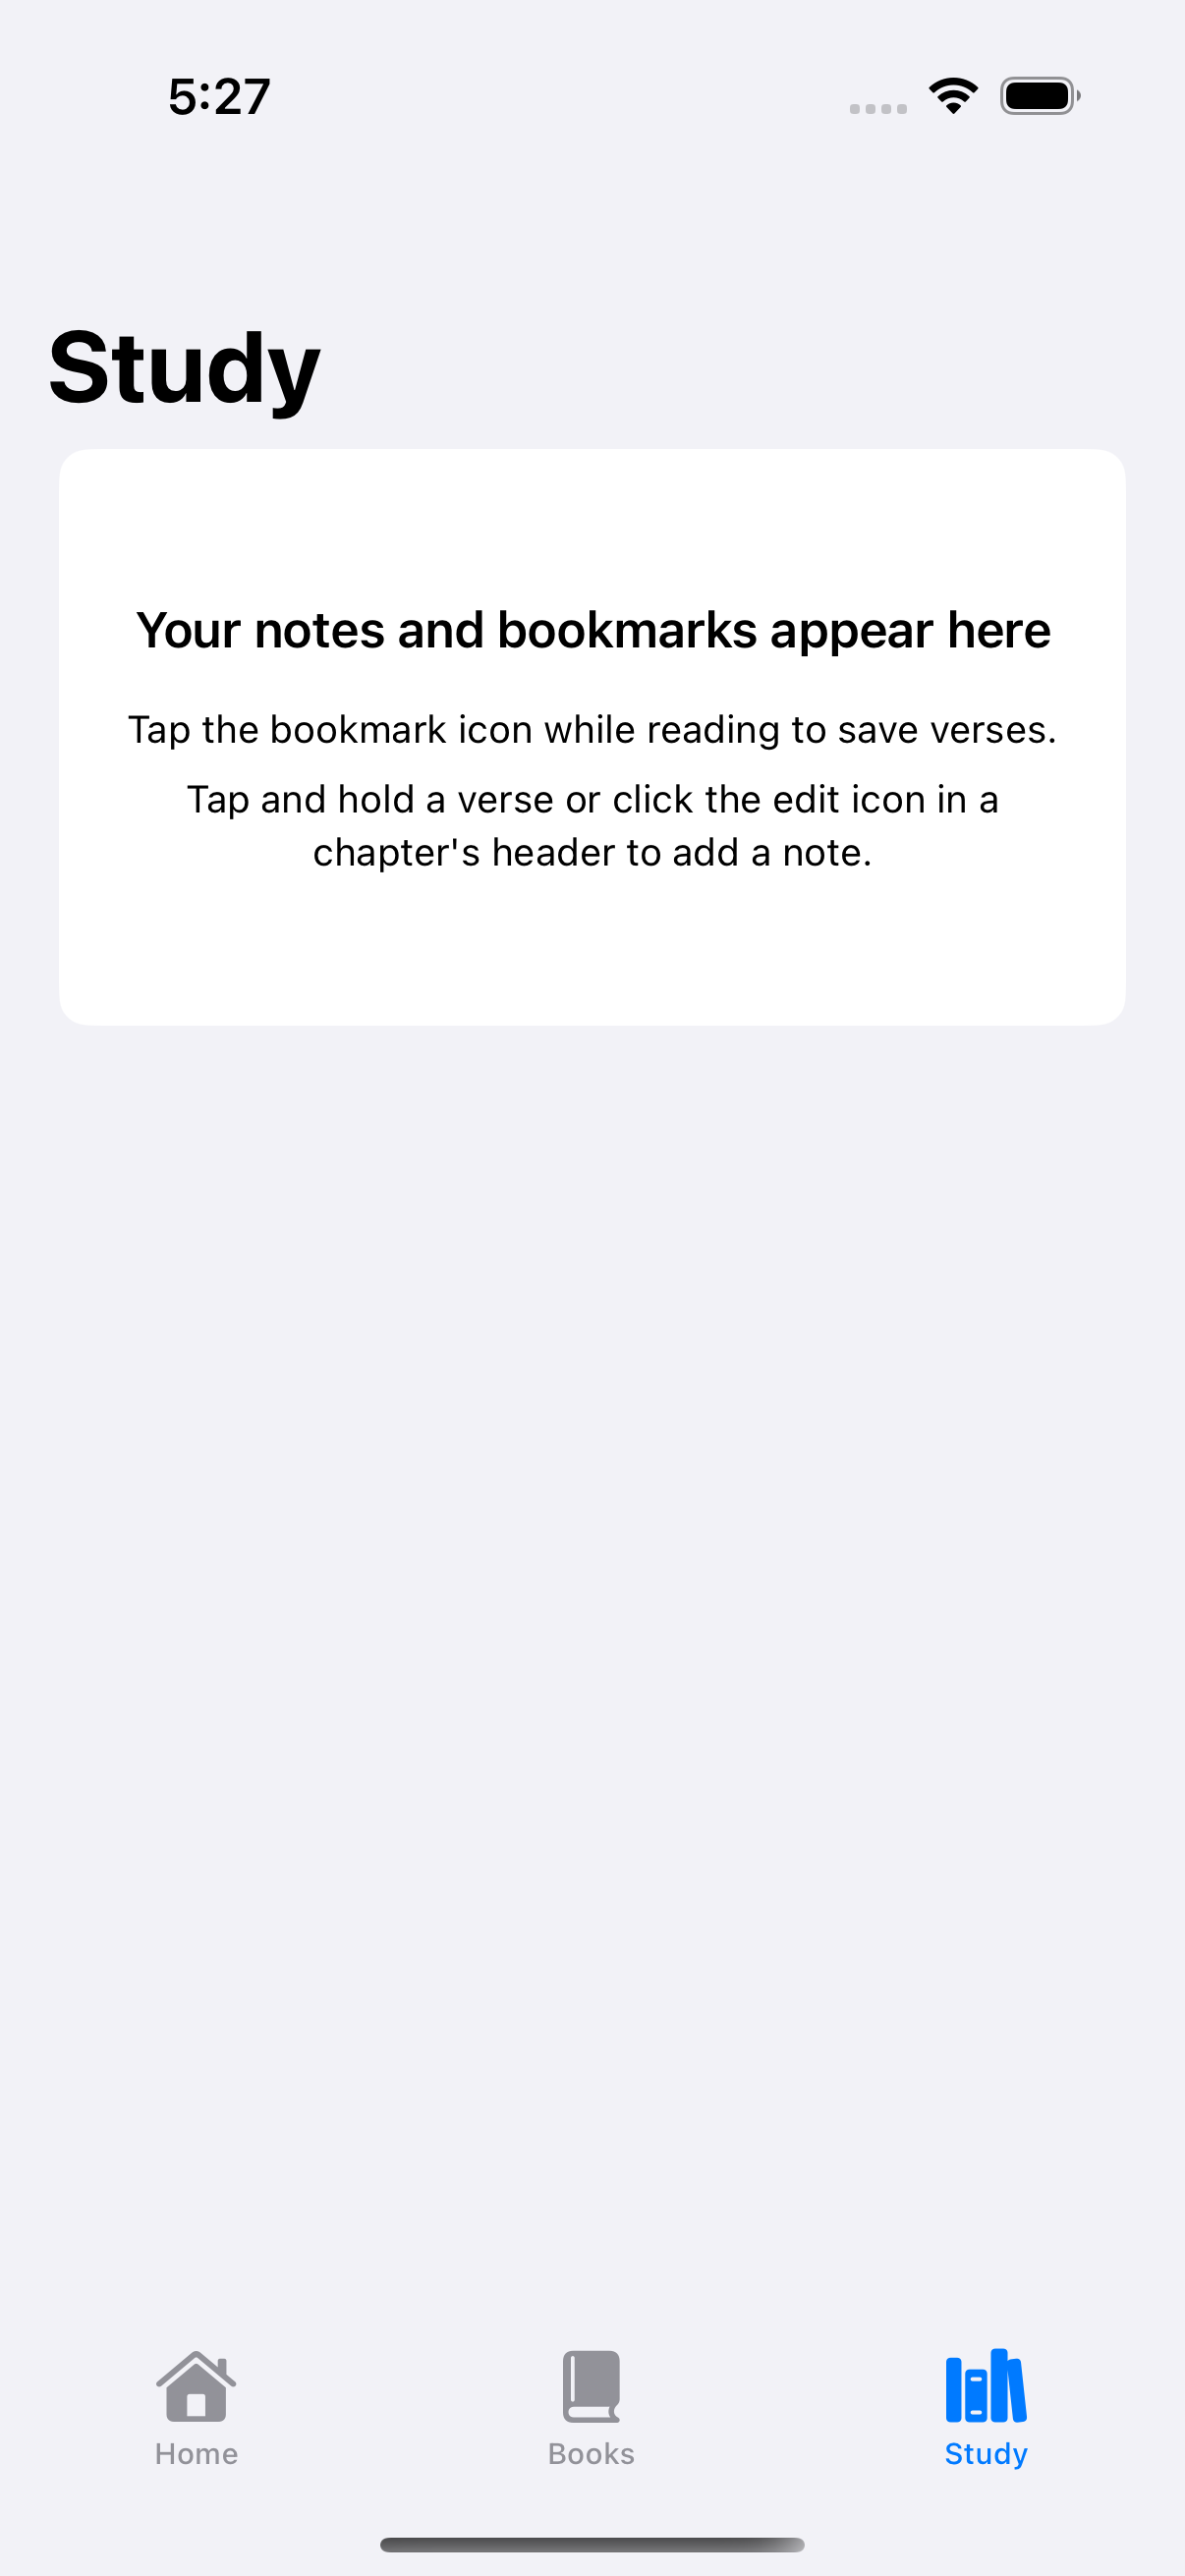 5:27
Study
Your notes and bookmarks appear here
Tap the bookmark icon while reading to save verses.
Tap and hold a verse or click the edit icon in a
chapter's header to add a note.
Home
Books
Study